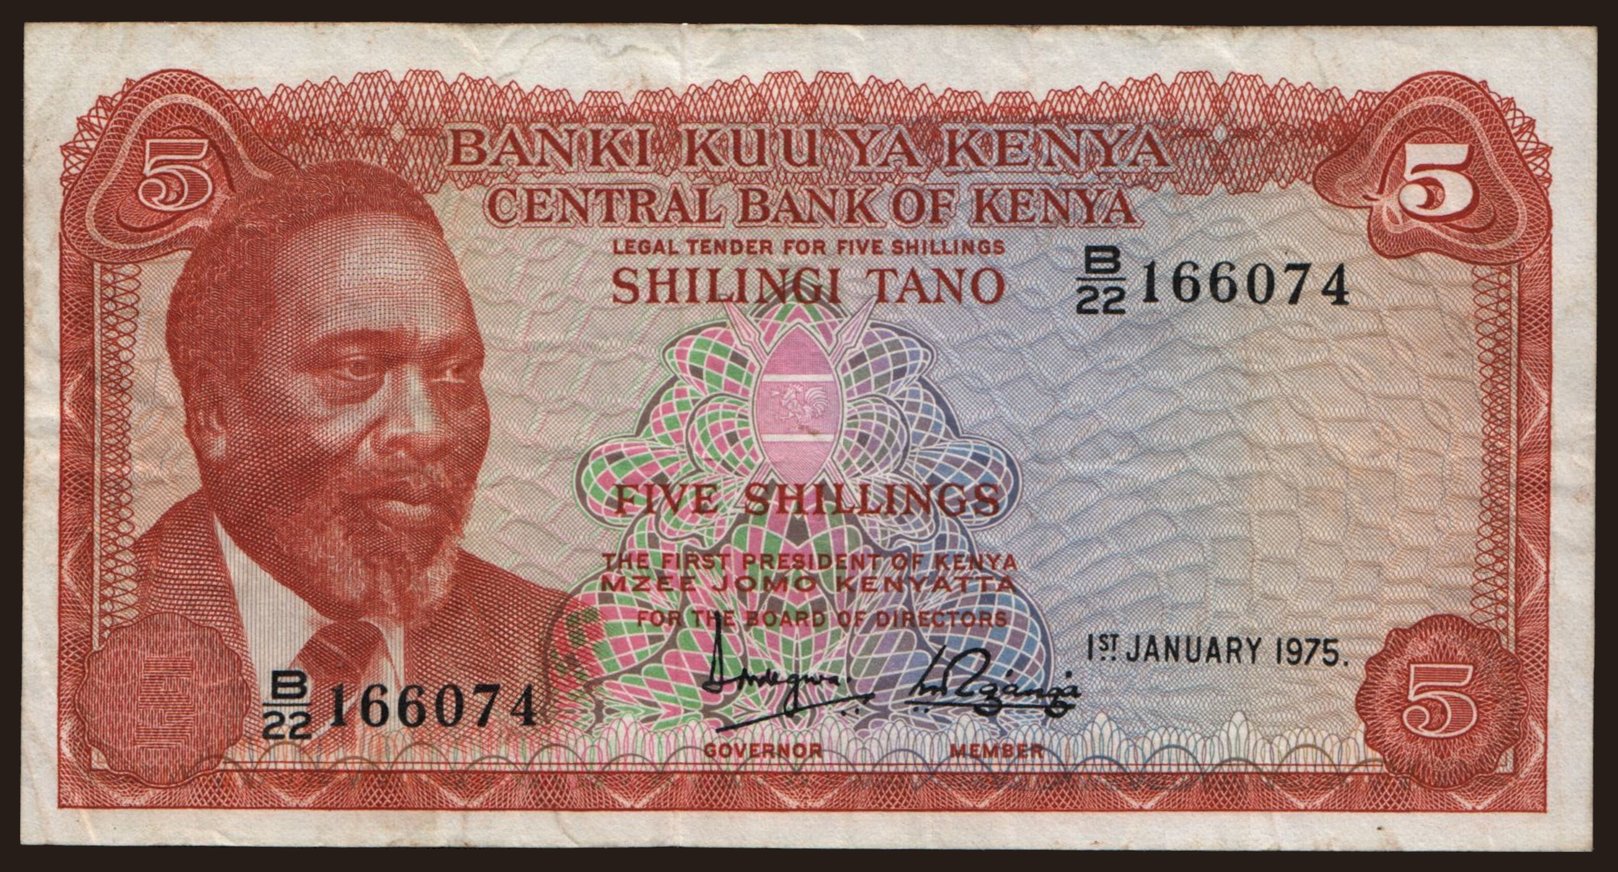 5
5
BANKI KUU YA KENYA
CENTRAL BANK OF KENYA
LEGAL TENDER FOR FIVE SHILLINGS
SHILINGI TANO
B/22 166074
FIVE SHILLINGS
THE FIRST PRESIDENT OF KENYA
MZEE JOMO KENYATTA
FOR THE BOARD OF DIRECTORS
1ST JANUARY 1975.
B/22 166074
GOVERNOR
MEMBER
5